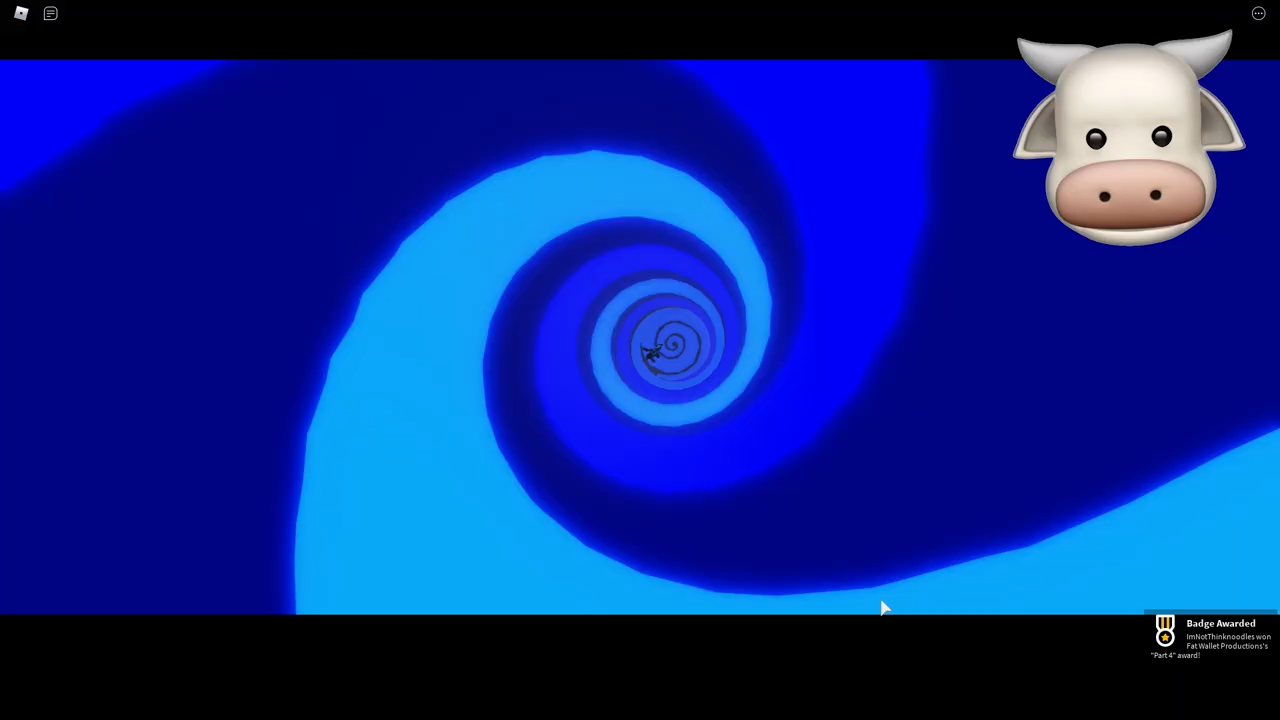 Badge Awarded
ImNotThinknoodles won
Fat Wallet Productions's
"Part 4" award!